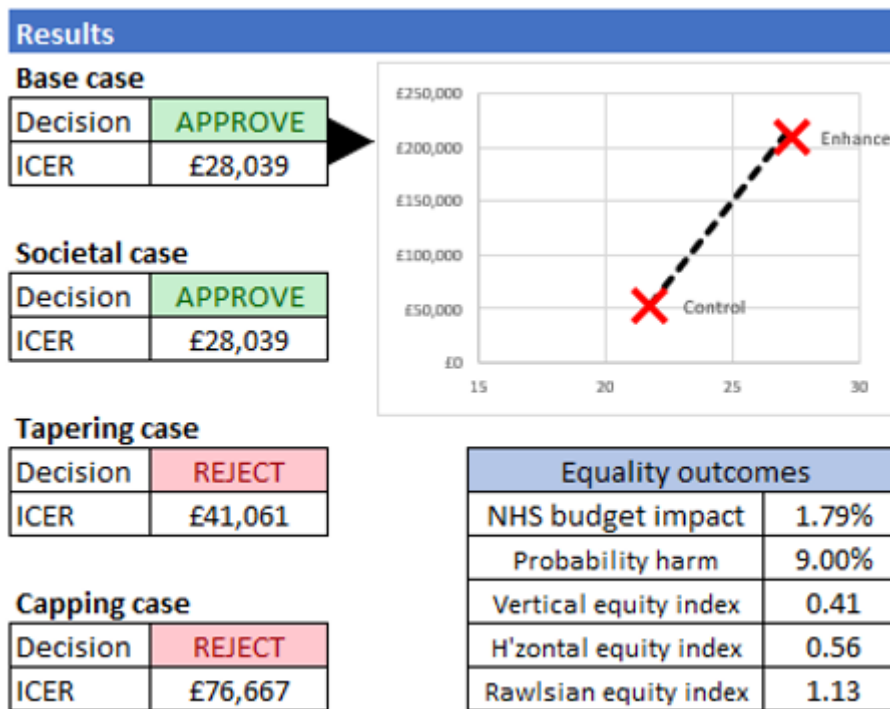 Results
Base case
Decision APPROVE
ICER £28,039
Societal case
Decision APPROVE
ICER £28,039
Tapering case
Decision REJECT
ICER £41,061
Capping case
Decision REJECT
ICER £76,667
£250,000
£200,000
£150,000
£100,000
£50,000
£0
15 20 25 30
Enhance
Control
Equality outcomes
NHS budget impact 1.79%
Probability harm 9.00%
Vertical equity index 0.41
H'zontal equity index 0.56
Rawlsian equity index 1.13